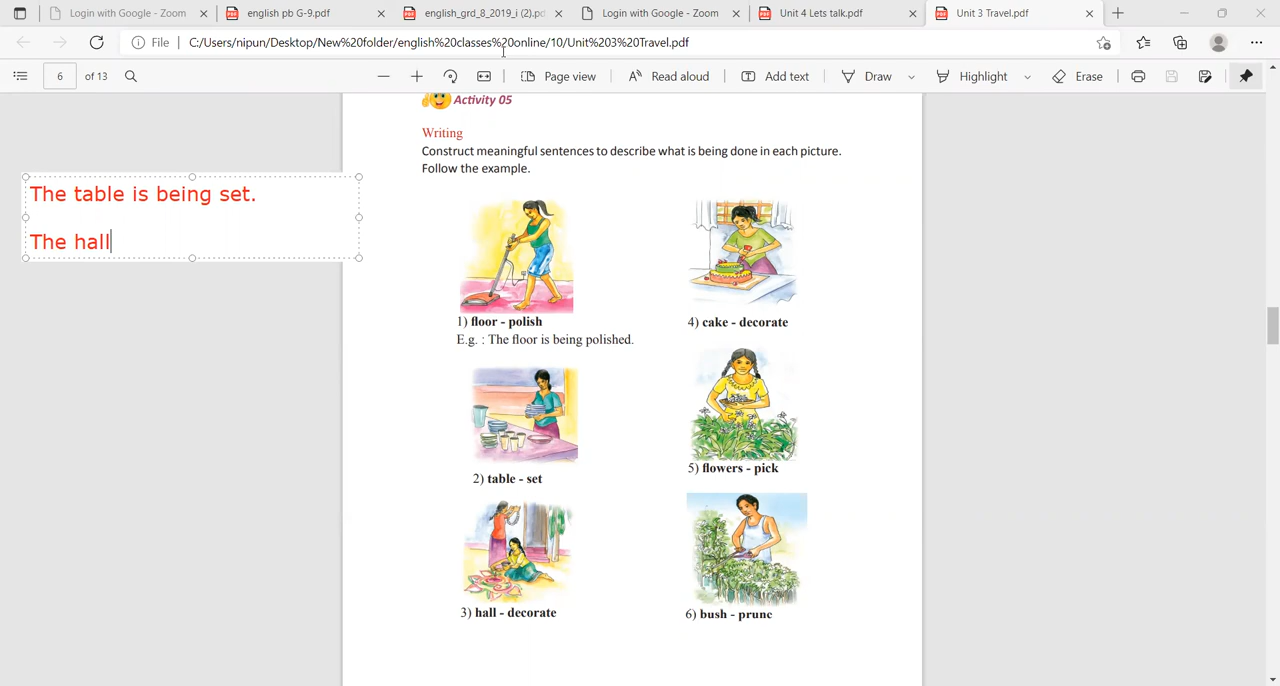 Login with Google - Zoom
english pb G-9.pdf
english_grd_8_2019_i (2).pd
Login with Google - Zoom
Unit 4 Lets talk.pdf
Unit 3 Travel.pdf
File
C:/Users/nipun/Desktop/New%20folder/english%20classes%20online/10/Unit%203%20Travel.pdf
6 of 13
Page view
Read aloud
Add text
Draw
Highlight
Erase
Activity 05
Writing
Construct meaningful sentences to describe what is being done in each picture.
Follow the example.
The table is being set.
The hall
1) floor - polish
E.g. : The floor is being polished.
4) cake - decorate
2) table - set
5) flowers - pick
3) hall - decorate
6) bush - prune